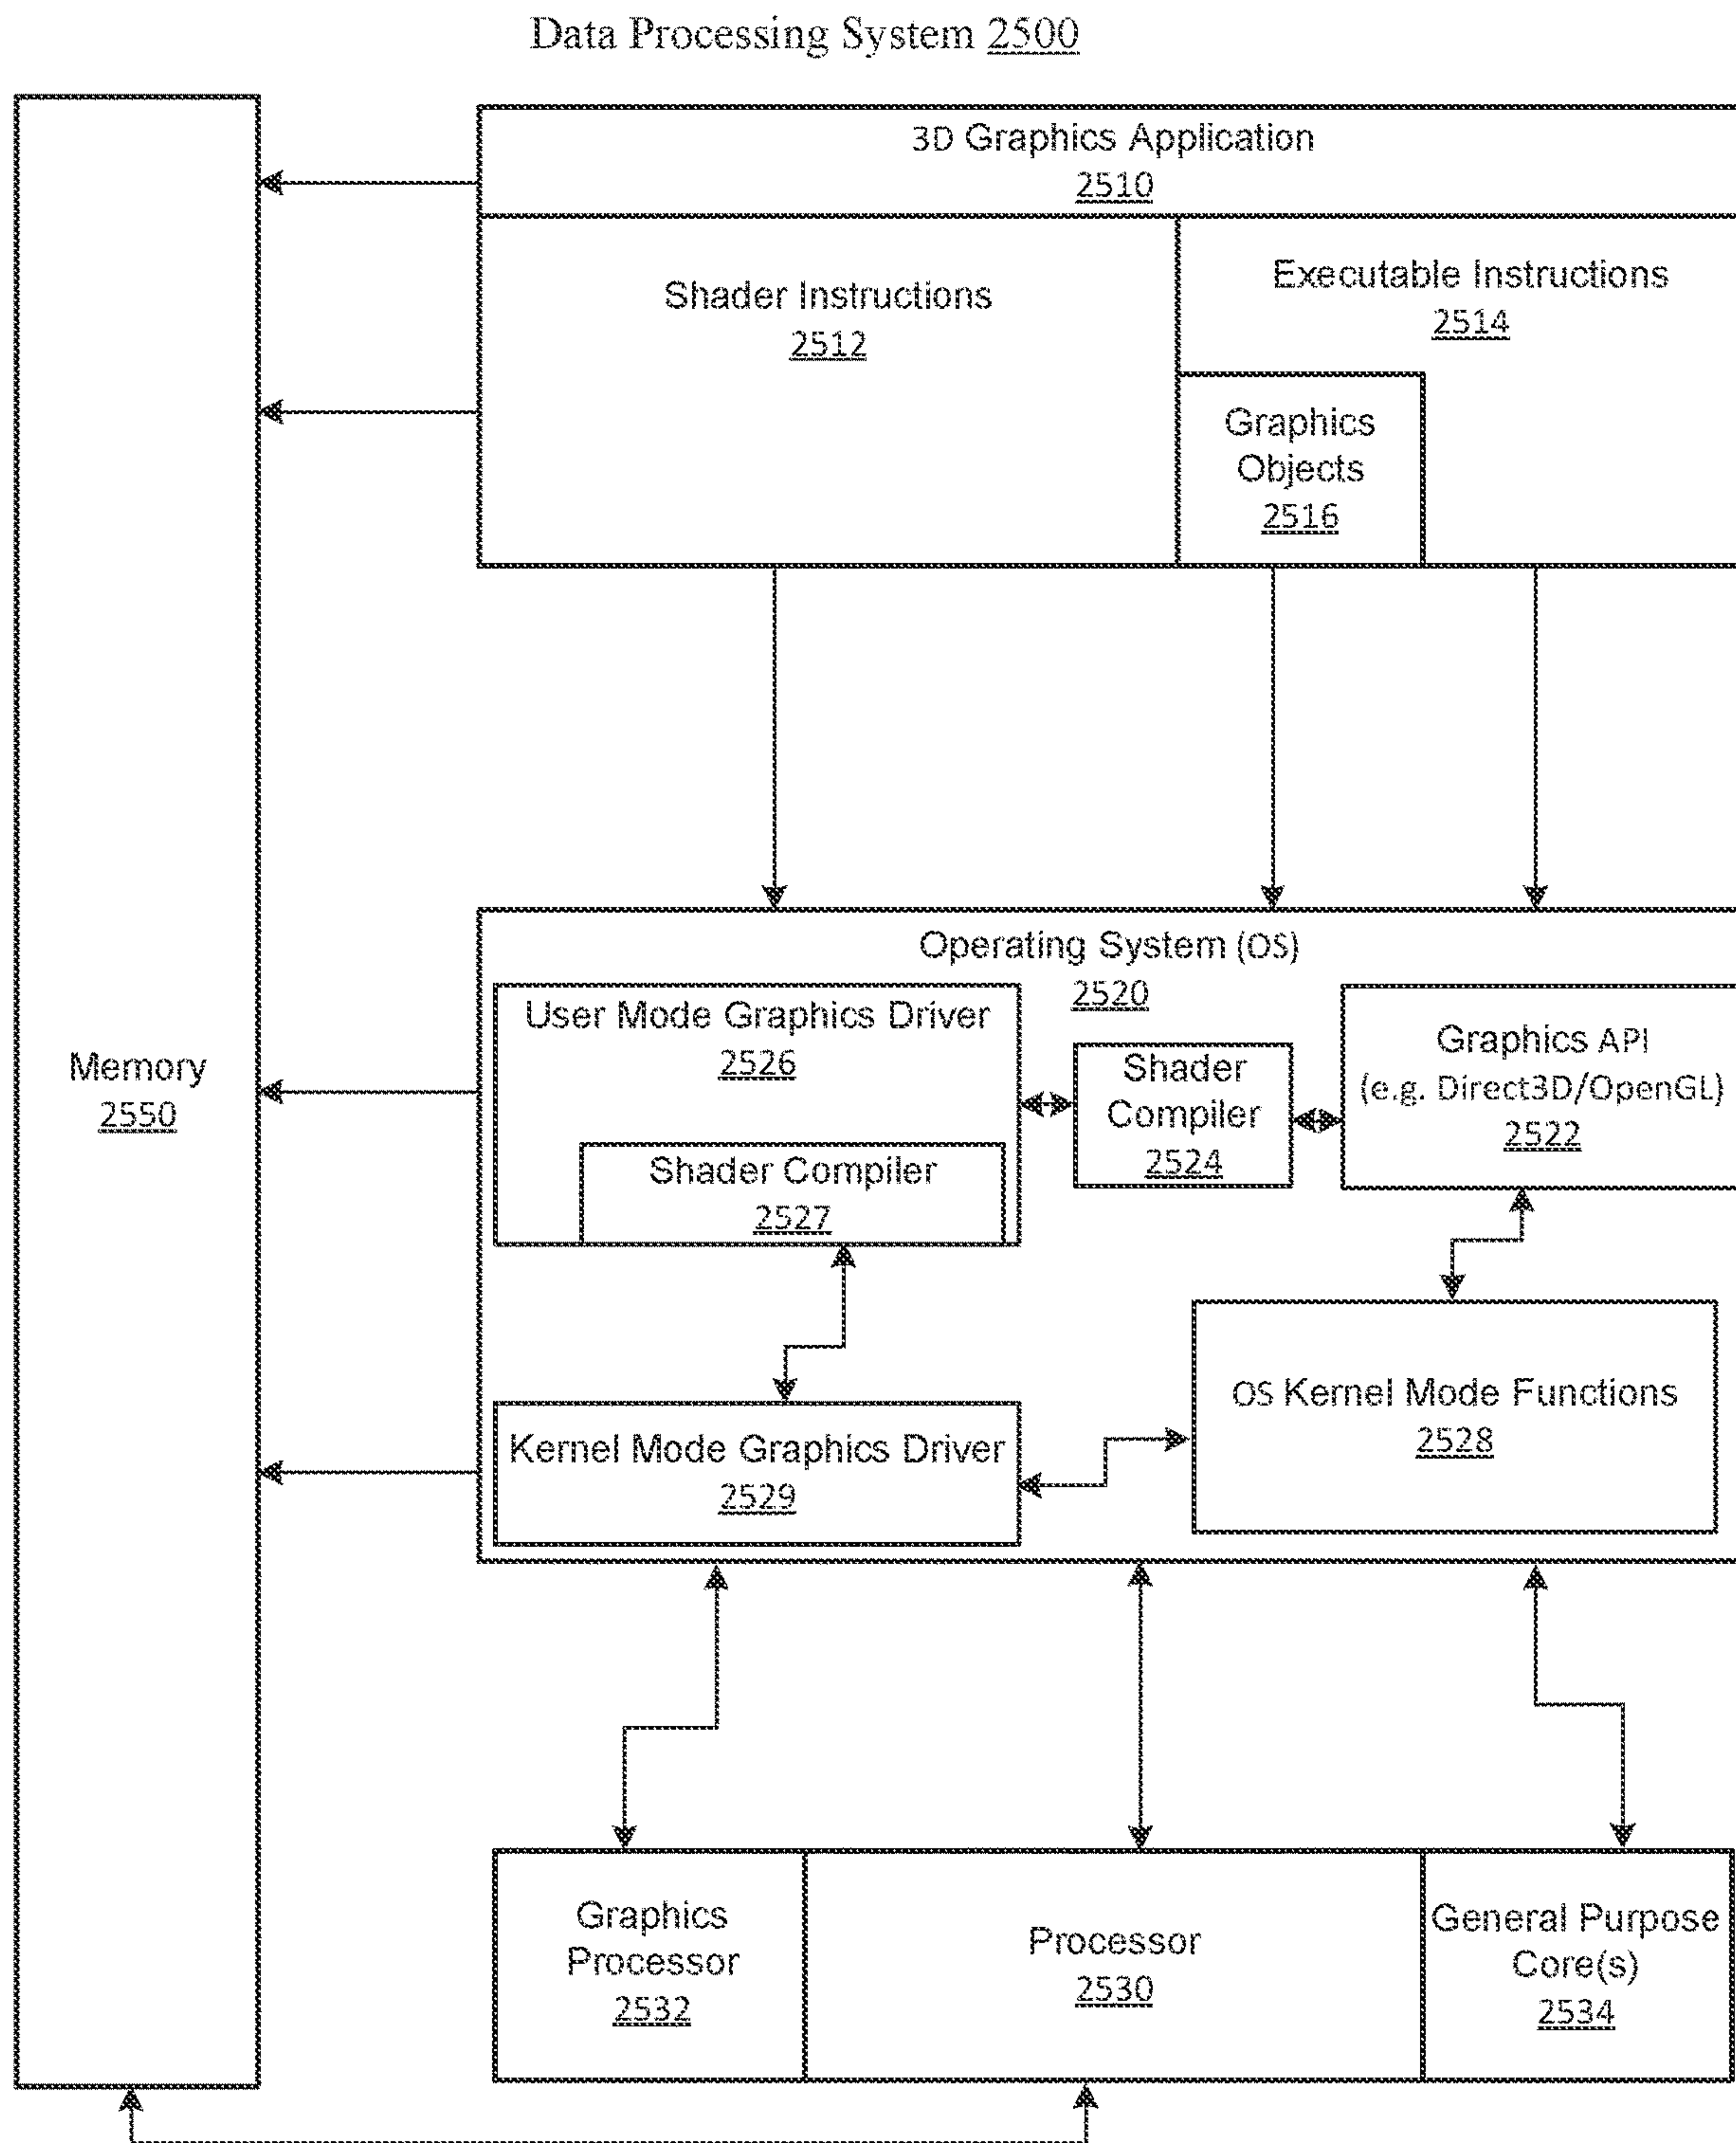 Data Processing System 2500
3D Graphics Application
2510
Shader Instructions
2512
Executable Instructions
2514
Graphics
Objects
2516
Memory
2550
Operating System (OS)
2520
User Mode Graphics Driver
2526
Shader Compiler
2527
Shader
Compiler
2524
Graphics API
(e.g. Direct3D/OpenGL)
2522
OS Kernel Mode Functions
2528
Kernel Mode Graphics Driver
2529
Graphics
Processor
2532
Processor
2530
General Purpose
Core(s)
2534